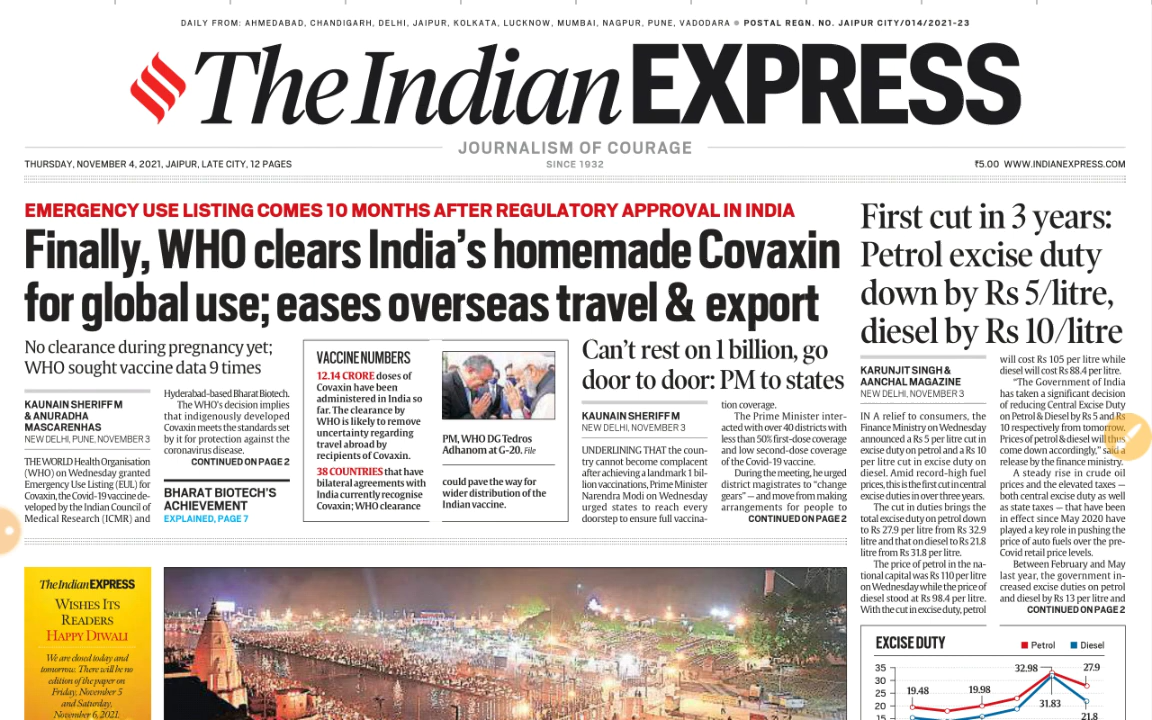 DAILY FROM: AHMEDABAD, CHANDIGARH, DELHI, JAIPUR, KOLKATA, LUCKNOW, MUMBAI, NAGPUR, PUNE, VADODARA ● POSTAL REGN. NO. JAIPUR CITY/014/2021-23
The Indian EXPRESS
JOURNALISM OF COURAGE
SINCE 1932
THURSDAY, NOVEMBER 4, 2021, JAIPUR, LATE CITY, 12 PAGES
₹5.00 WWW.INDIANEXPRESS.COM
EMERGENCY USE LISTING COMES 10 MONTHS AFTER REGULATORY APPROVAL IN INDIA
Finally, WHO clears India's homemade Covaxin
for global use; eases overseas travel & export
No clearance during pregnancy yet;
WHO sought vaccine data 9 times
KAUNAIN SHERIFF M
& ANURADHA
MASCARENHAS
NEW DELHI, PUNE, NOVEMBER 3
THE WORLD Health Organisation
(WHO) on Wednesday granted
Emergency Use Listing (EUL) for
Covaxin, the Covid-19 vaccine de-
veloped by the Indian Council of
Medical Research (ICMR) and
Hyderabad-based Bharat Biotech.
The WHO's decision implies
that indigenously developed
Covaxin meets the standards set
by it for protection against the
coronavirus disease.
CONTINUED ON PAGE 2
BHARAT BIOTECH'S
ACHIEVEMENT
EXPLAINED, PAGE 7
VACCINE NUMBERS
12.14 CRORE doses of
Covaxin have been
administered in India so
far. The clearance by
WHO is likely to remove
uncertainty regarding
travel abroad by
recipients of Covaxin.
38 COUNTRIES that have
bilateral agreements with
India currently recognise
Covaxin; WHO clearance
PM, WHO DG Tedros
Adhanom at G-20. File
could pave the way for
wider distribution of the
Indian vaccine.
Can't rest on 1 billion, go
door to door: PM to states
KAUNAIN SHERIFF M
NEW DELHI, NOVEMBER 3
UNDERLINING THAT the coun-
try cannot become complacent
after achieving a landmark 1 bil-
lion vaccinations, Prime Minister
Narendra Modi on Wednesday
urged states to reach every
doorstep to ensure full vaccina-
tion coverage.
The Prime Minister inter-
acted with over 40 districts with
less than 50% first-dose coverage
and low second-dose coverage
of the Covid-19 vaccine.
During the meeting, he urged
district magistrates to "change
gears" — and move from making
arrangements for people to
CONTINUED ON PAGE 2
First cut in 3 years:
Petrol excise duty
down by Rs 5/litre,
diesel by Rs 10/litre
KARUNJIT SINGH &
AANCHAL MAGAZINE
NEW DELHI, NOVEMBER 3
IN A relief to consumers, the
Finance Ministry on Wednesday
announced a Rs 5 per litre cut in
excise duty on petrol and a Rs 10
per litre cut in excise duty on
diesel. Amid record-high fuel
prices, this is the first cut in central
excise duties in over three years.
The cut in duties brings the
total excise duty on petrol down
to Rs 27.9 per litre from Rs 32.9
litre and that on diesel to Rs 21.8
litre from Rs 31.8 per litre.
The price of petrol in the na-
tional capital was Rs 110 per litre
on Wednesday while the price of
diesel stood at Rs 98.4 per litre.
With the cut in excise duty, petrol
will cost Rs 105 per litre while
diesel will cost Rs 88.4 per litre.
"The Government of India
has taken a significant decision
of reducing Central Excise Duty
on Petrol & Diesel by Rs 5 and Rs
10 respectively from tomorrow.
Prices of petrol & diesel will thus
come down accordingly," said a
release by the finance ministry.
A steady rise in crude oil
prices and the elevated taxes —
both central excise duty as well
as state taxes — that have been
in effect since May 2020 have
played a key role in pushing the
price of auto fuels over the pre-
Covid retail price levels.
Between February and May
last year, the government in-
creased excise duties on petrol
and diesel by Rs 13 per litre and
CONTINUED ON PAGE 2
The Indian EXPRESS
WISHES ITS
READERS
HAPPY DIWALI
We are closed today and
tomorrow. There will be no
edition of the paper on
Friday, November 5
and Saturday,
November 6, 2021.
EXCISE DUTY
Petrol Diesel
35
30
25
20
15
19.48
19.98
32.98
31.83
27.9
21.8